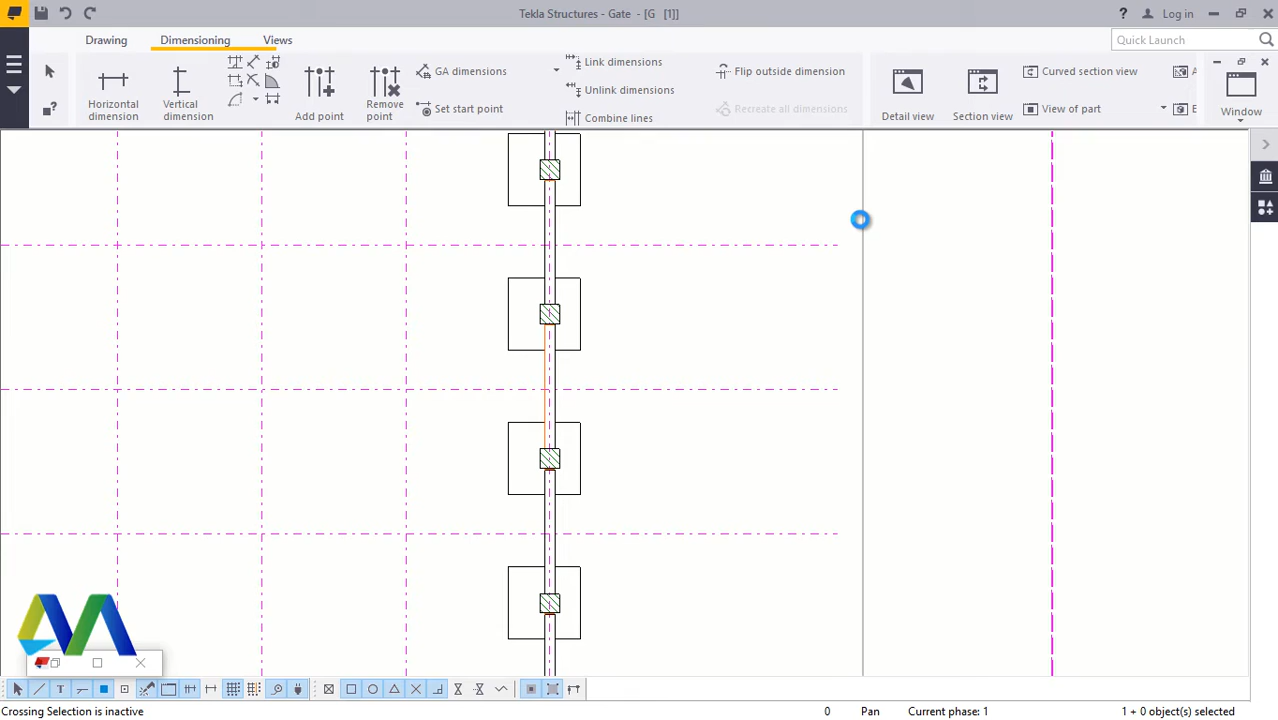 Tekla Structures - Gate - [G [1]]
Log in
Drawing
Dimensioning
Views
Quick Launch
Horizontal dimension
Vertical dimension
Add point
Remove point
GA dimensions
Set start point
Link dimensions
Unlink dimensions
Combine lines
Flip outside dimension
Recreate all dimensions
Detail view
Section view
Curved section view
View of part
A
E
Window
Crossing Selection is inactive
0
Pan
Current phase: 1
1 + 0 object(s) selected